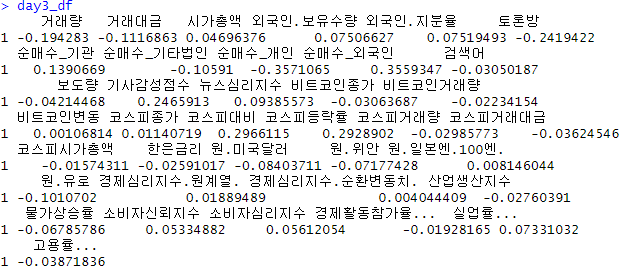 > day3_df
거래량 거래대금 시가총액 외국인.보유수량 외국인.지분율 토론방
1 -0.194283 -0.1116863 0.04696376 0.07506627 0.07519493 -0.2419422
순매수_기관 순매수_기타법인 순매수_개인 순매수_외국인 검색어
1 0.1390669 -0.10591 -0.3571065 0.3559347 -0.03050187
보도량 기사감성점수 뉴스심리지수 비트코인종가 비트코인거래량
1 -0.04214468 0.2465913 0.09385573 -0.03063687 -0.02234154
비트코인변동 코스피종가 코스피대비 코스피등락률 코스피거래량 코스피거래대금
1 0.00106814 0.01140719 0.2966115 0.2928902 -0.02985773 -0.03624546
코스피시가총액 한은금리 원.미국달러 원.위안 원.일본엔.100엔.
1 -0.01574311 -0.02591017 -0.08403711 -0.07177428 0.008146044
원.유로 경제심리지수.원계열. 경제심리지수.순환변동치. 산업생산지수
1 -0.1010702 0.01889489 0.004044409 -0.02760391
물가상승률 소비자신뢰지수 소비자심리지수 경제활동참가율... 실업률...
1 -0.06785786 0.05334882 0.05612054 -0.01928165 0.07331032
고용률...
1 -0.03871836